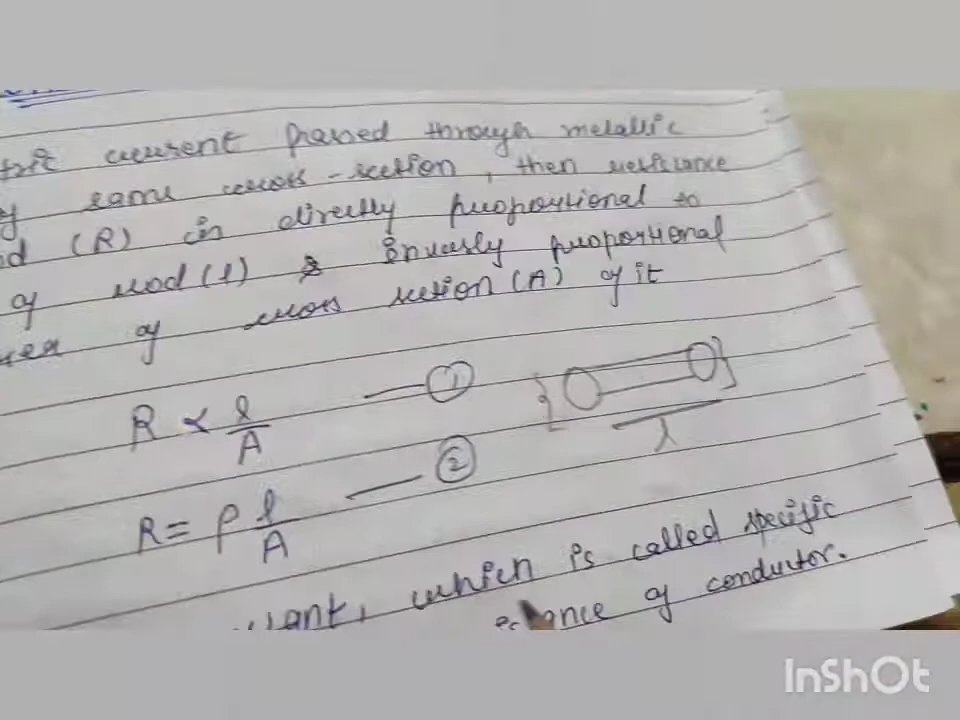 current passed through metallic
same cross-section, then resistance
(R) is directly proportional to
of rod (l) & inversly proportional
of cross section (A) of it
R ∝ l/A — ①
R = ρ l/A — ②
l
which is called specific
of conductor.
InShOt